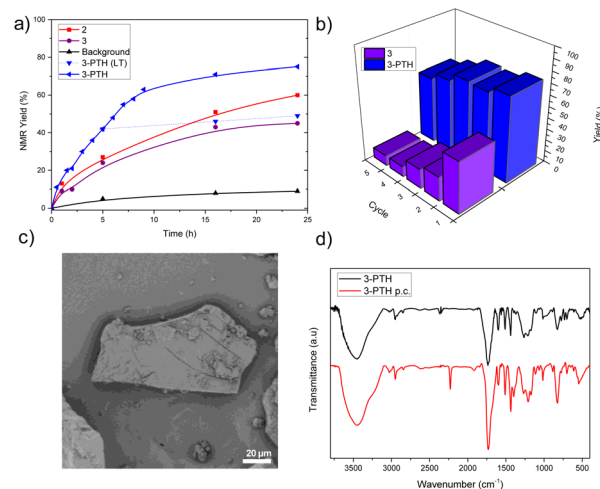 a)
2
3
Background
3-PTH (LT)
3-PTH
NMR Yield (%)
100
80
60
40
20
0
0
5
10
15
20
25
Time (h)
b)
3
3-PTH
100
90
80
70
60
50
40
30
20
10
0
Yield (%)
5
4
3
2
1
Cycle
c)
20 µm
d)
3-PTH
3-PTH p.c.
Transmittance (a.u)
3500
3000
2500
2000
1500
1000
500
Wavenumber (cm⁻¹)